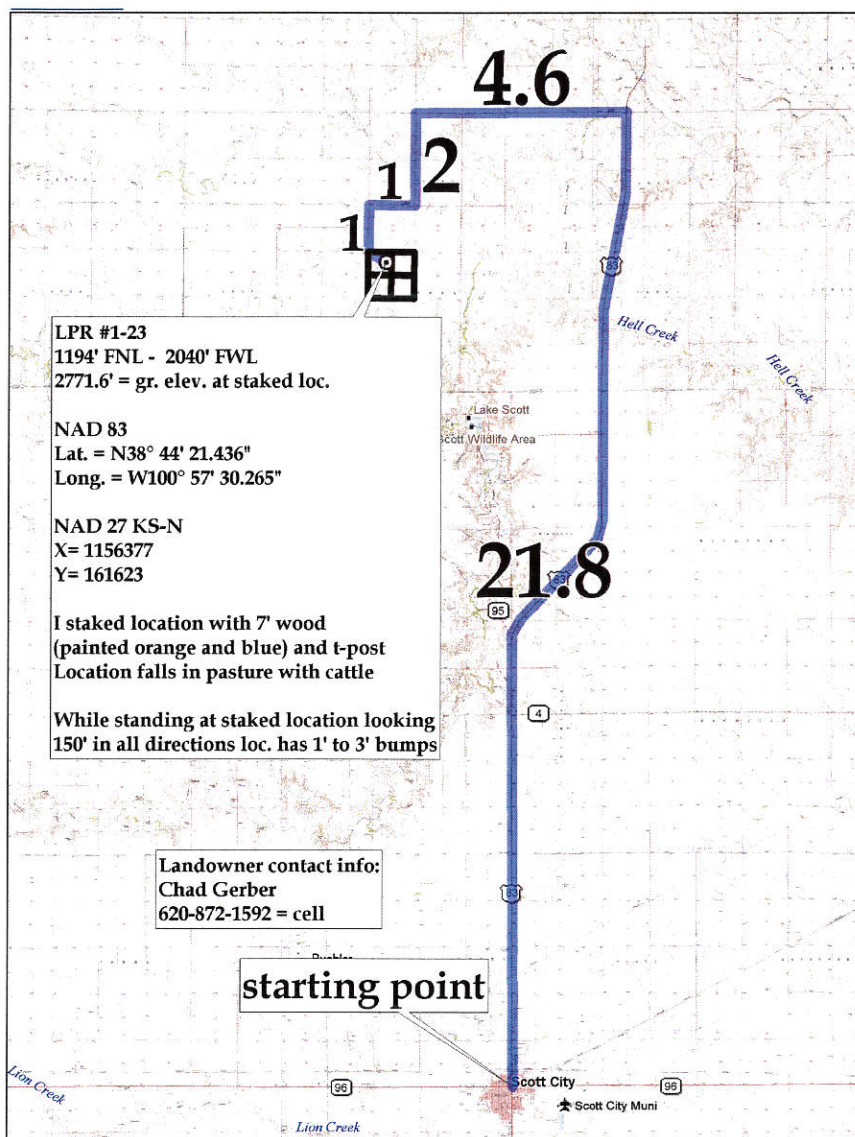 4.6
2
1
1
83
Hell Creek
Hell Creek
LPR #1-23
1194' FNL - 2040' FWL
2771.6' = gr. elev. at staked loc.
NAD 83
Lat. = N38° 44' 21.436"
Long. = W100° 57' 30.265"
NAD 27 KS-N
X= 1156377
Y= 161623
I staked location with 7' wood
(painted orange and blue) and t-post
Location falls in pasture with cattle
While standing at staked location looking
150' in all directions loc. has 1' to 3' bumps
Lake Scott
Scott Wildlife Area
21.8
83
95
4
Landowner contact info:
Chad Gerber
620-872-1592 = cell
83
starting point
Scott City
96
96
Scott City Muni
Lion Creek
Lion Creek